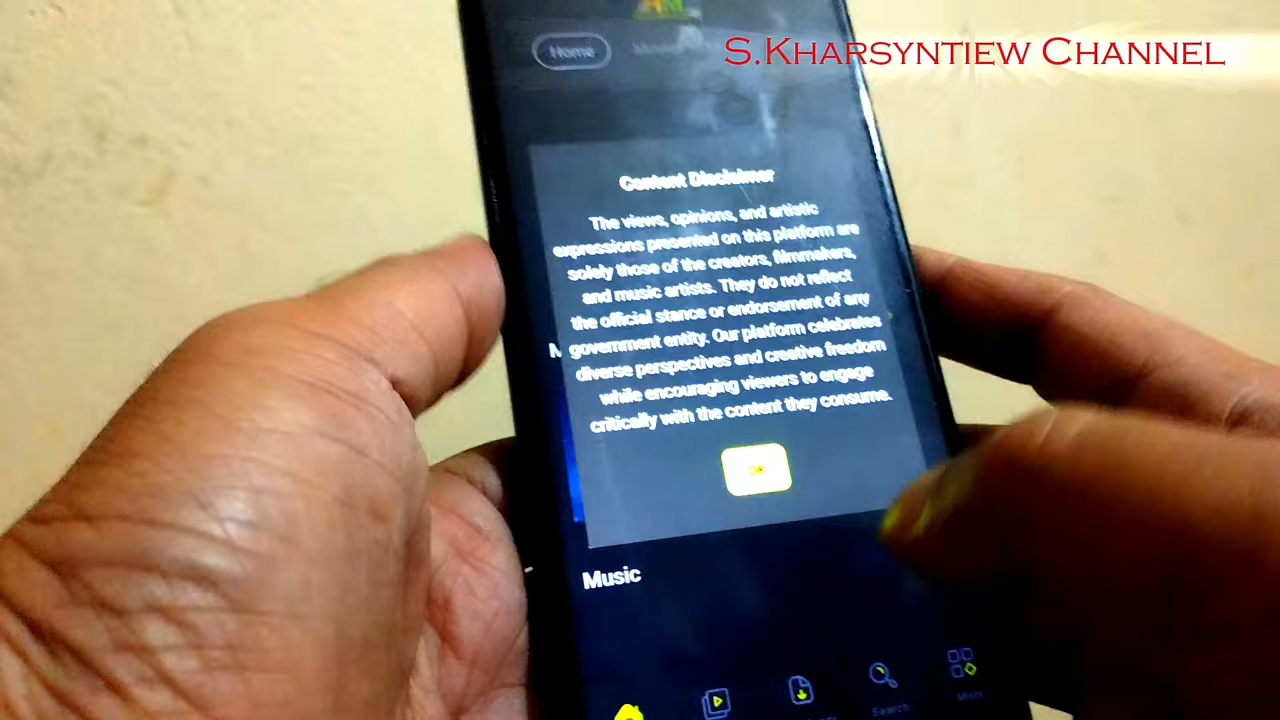 S.Kharsyntiew Channel
Home
Content Disclaimer
The views, opinions, and artistic
expressions presented on this platform are
solely those of the creators, filmmakers,
and music artists. They do not reflect
the official stance or endorsement of any
government entity. Our platform celebrates
diverse perspectives and creative freedom
while encouraging viewers to engage
critically with the content they consume.
OK
Music
Search
More